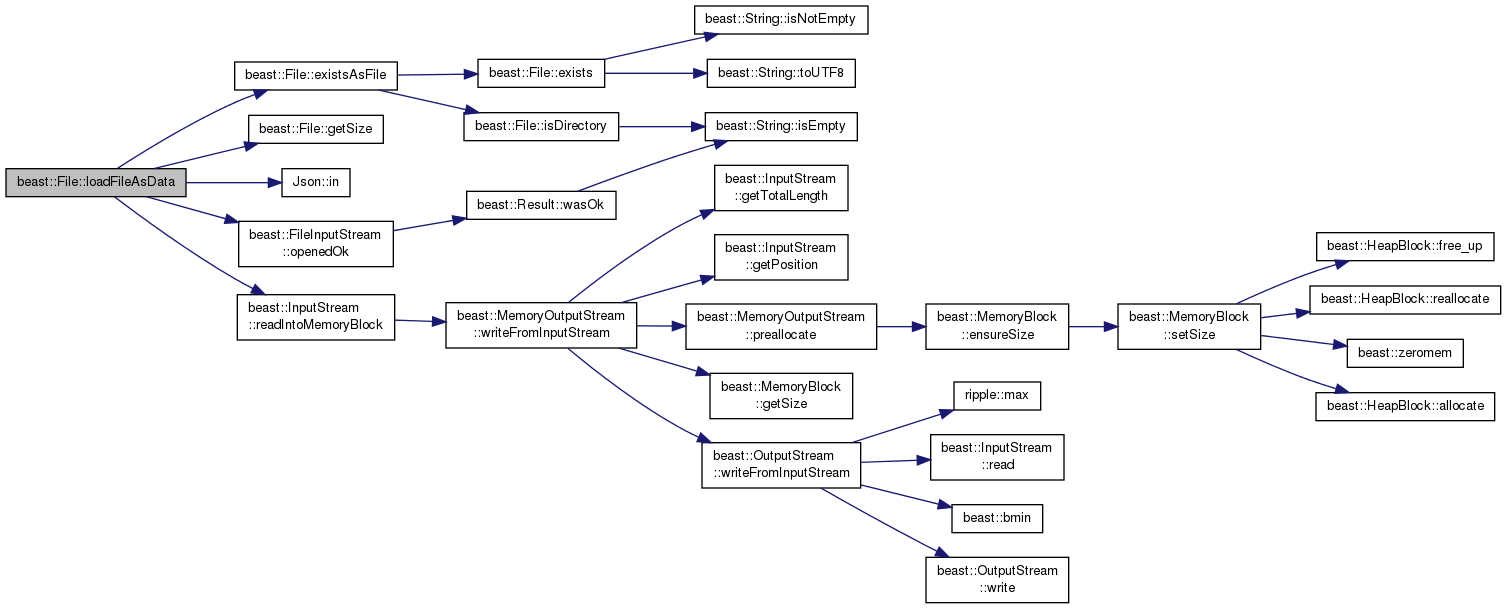 beast::File::loadFileAsData
beast::File::existsAsFile
beast::File::getSize
Json::in
beast::FileInputStream
::openedOk
beast::InputStream
::readIntoMemoryBlock
beast::File::exists
beast::File::isDirectory
beast::Result::wasOk
beast::MemoryOutputStream
::writeFromInputStream
beast::String::isNotEmpty
beast::String::toUTF8
beast::String::isEmpty
beast::InputStream
::getTotalLength
beast::InputStream
::getPosition
beast::MemoryOutputStream
::preallocate
beast::MemoryBlock
::getSize
beast::OutputStream
::writeFromInputStream
beast::MemoryBlock
::ensureSize
ripple::max
beast::InputStream
::read
beast::bmin
beast::OutputStream
::write
beast::MemoryBlock
::setSize
beast::HeapBlock::free_up
beast::HeapBlock::reallocate
beast::zeromem
beast::HeapBlock::allocate